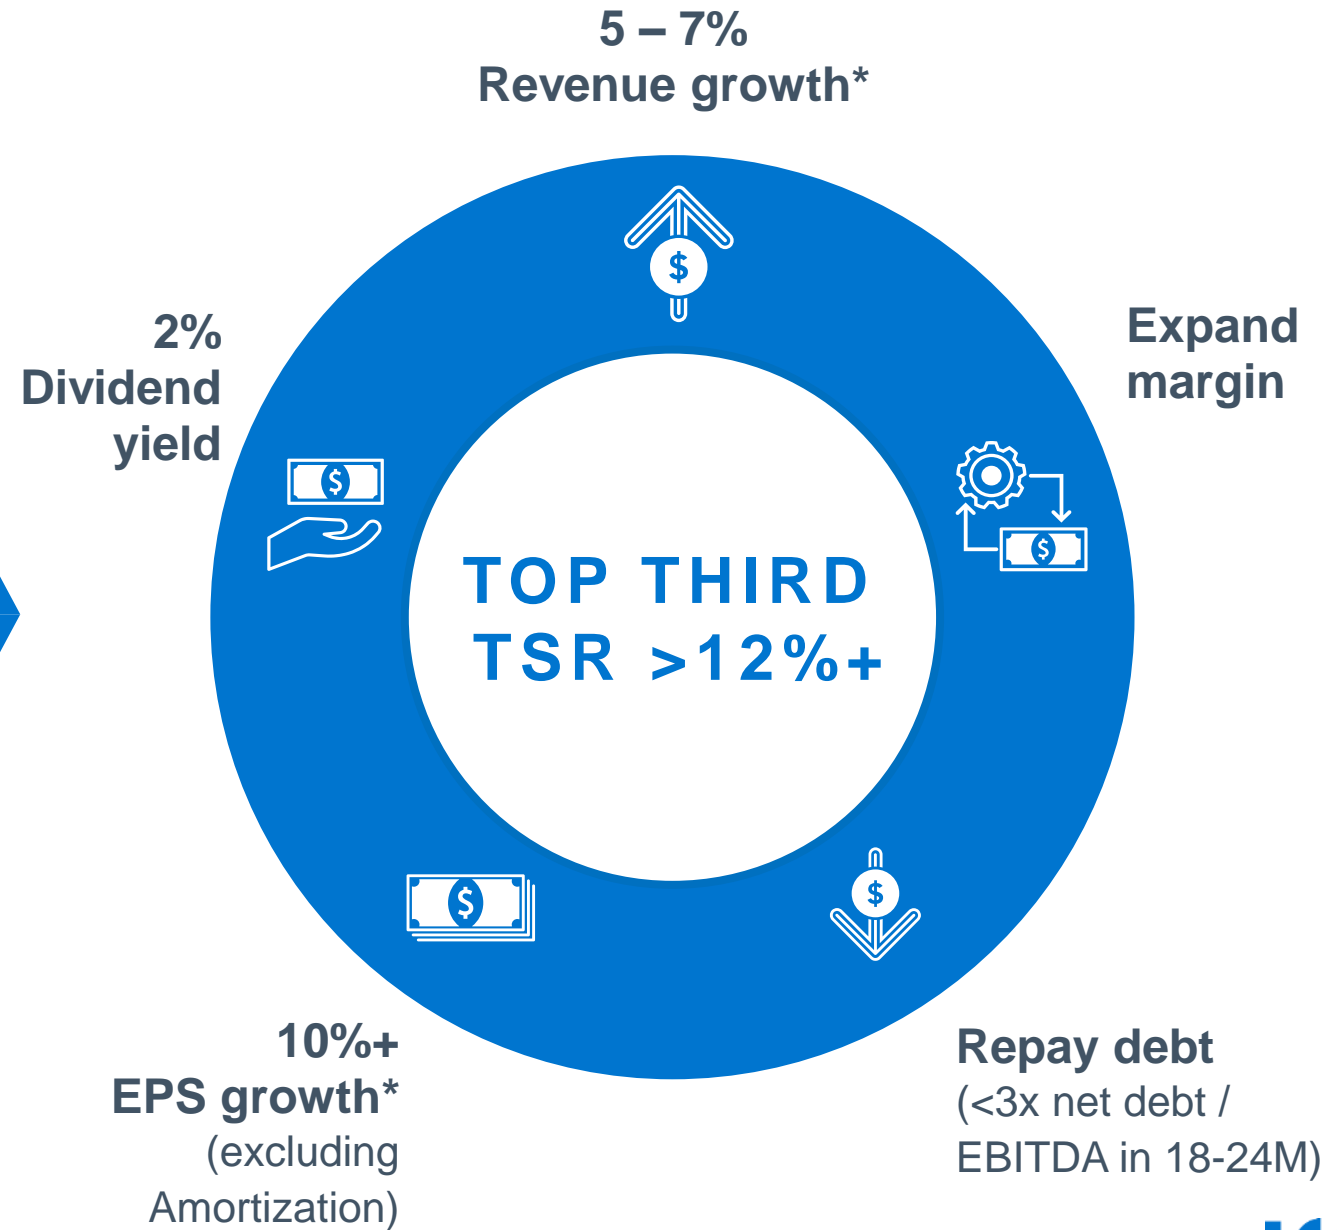 5 – 7%
Revenue growth*
Expand
margin
2%
Dividend
yield
TOP THIRD
TSR >12%+
10%+
EPS growth*
(excluding
Amortization)
Repay debt
(<3x net debt /
EBITDA in 18-24M)
$
$
$
$
$